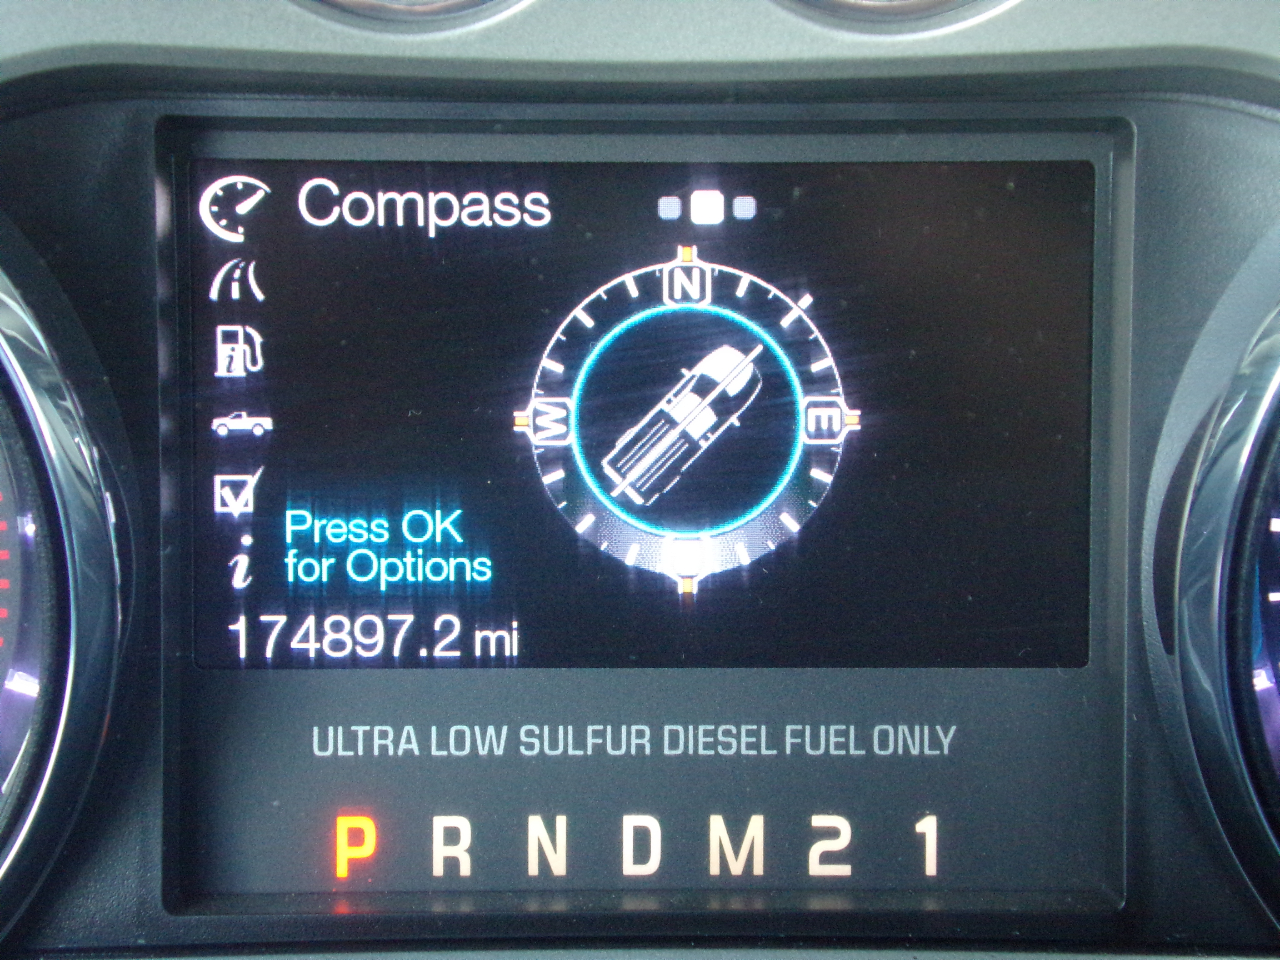 Compass
N
W
E
Press OK
for Options
174897.2 mi
ULTRA LOW SULFUR DIESEL FUEL ONLY
P R N D M 2 1